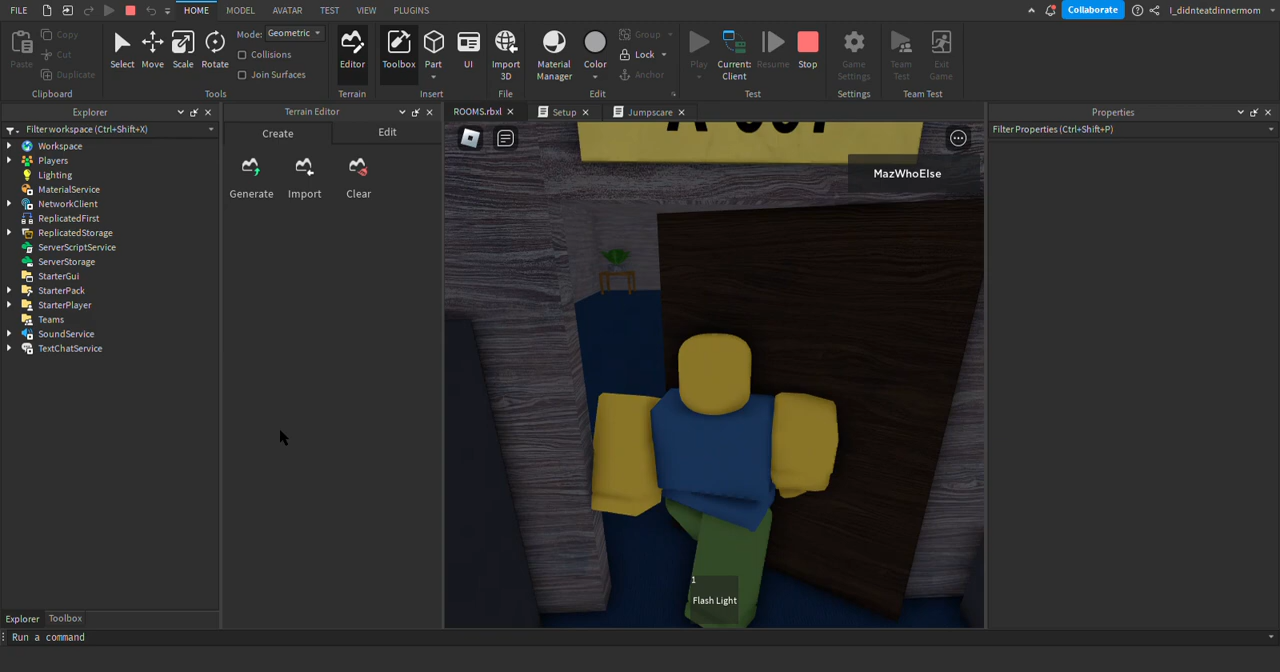 FILE HOME MODEL AVATAR TEST VIEW PLUGINS Collaborate I_didnteatdinnermom
Paste Copy Cut Duplicate
Clipboard
Select Move Scale Rotate
Mode: Geometric
Collisions
Join Surfaces
Tools
Editor
Terrain
Toolbox Part UI
Insert
Import 3D
File
Material Manager
Color
Group
Lock
Anchor
Edit
Play Current: Client Resume Stop
Test
Game Settings
Settings
Team Test Exit Game
Team Test
Explorer
Filter workspace (Ctrl+Shift+X)
Workspace
Players
Lighting
MaterialService
NetworkClient
ReplicatedFirst
ReplicatedStorage
ServerScriptService
ServerStorage
StarterGui
StarterPack
StarterPlayer
Teams
SoundService
TextChatService
Explorer Toolbox
Terrain Editor
Create Edit
Generate Import Clear
ROOMS.rbxl Setup Jumpscare
MazWhoElse
1
Flash Light
Properties
Filter Properties (Ctrl+Shift+P)
Run a command